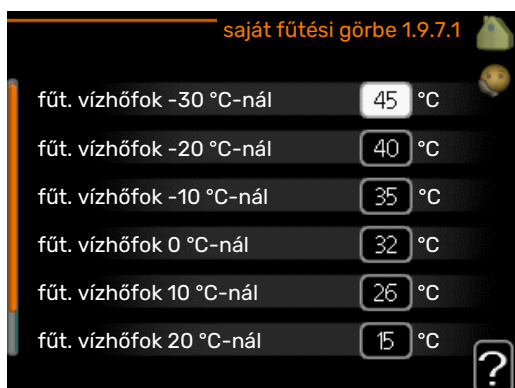 saját fűtési görbe 1.9.7.1
fűt. vízhőfok -30 °C-nál 45 °C
fűt. vízhőfok -20 °C-nál 40 °C
fűt. vízhőfok -10 °C-nál 35 °C
fűt. vízhőfok 0 °C-nál 32 °C
fűt. vízhőfok 10 °C-nál 26 °C
fűt. vízhőfok 20 °C-nál 15 °C
?